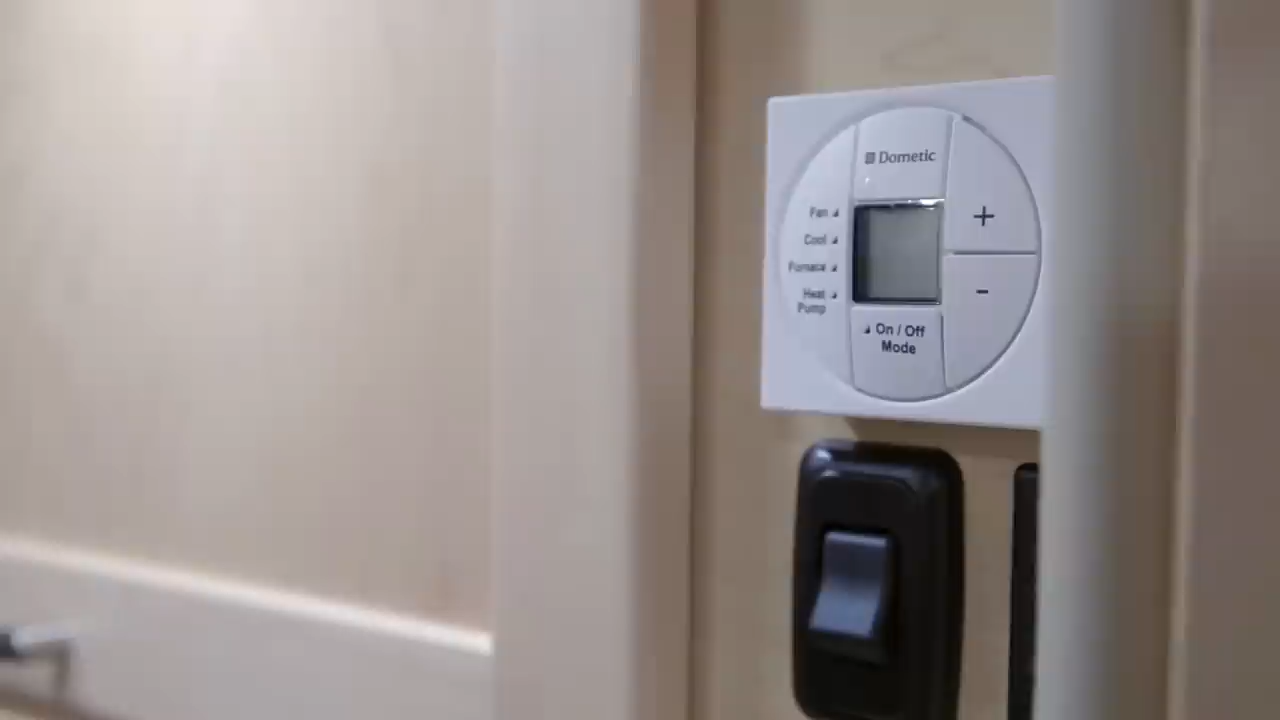 Dometic
Fan
Cool
Furnace
Heat
Pump
+
-
On / Off
Mode